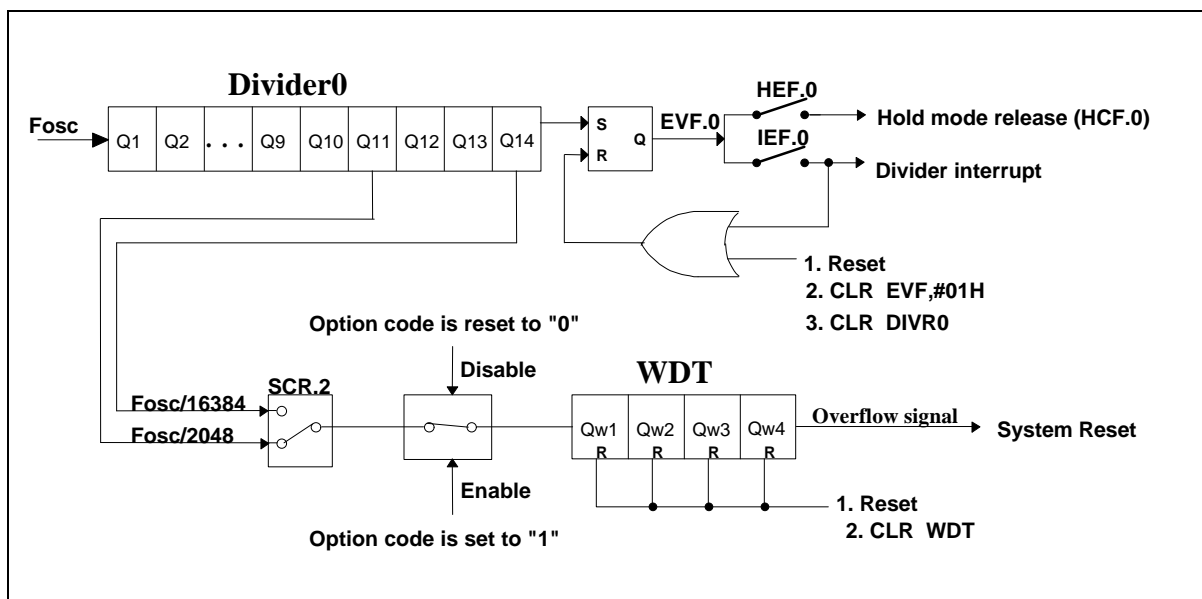 Divider0
Fosc
Q1 Q2 . . . Q9 Q10 Q11 Q12 Q13 Q14
S
R
Q
EVF.0
HEF.0
Hold mode release (HCF.0)
IEF.0
Divider interrupt
1. Reset
2. CLR EVF,#01H
3. CLR DIVR0
Option code is reset to "0"
Disable
SCR.2
Fosc/16384
Fosc/2048
Enable
Option code is set to "1"
WDT
Qw1 Qw2 Qw3 Qw4
R R R R
Overflow signal
System Reset
1. Reset
2. CLR WDT